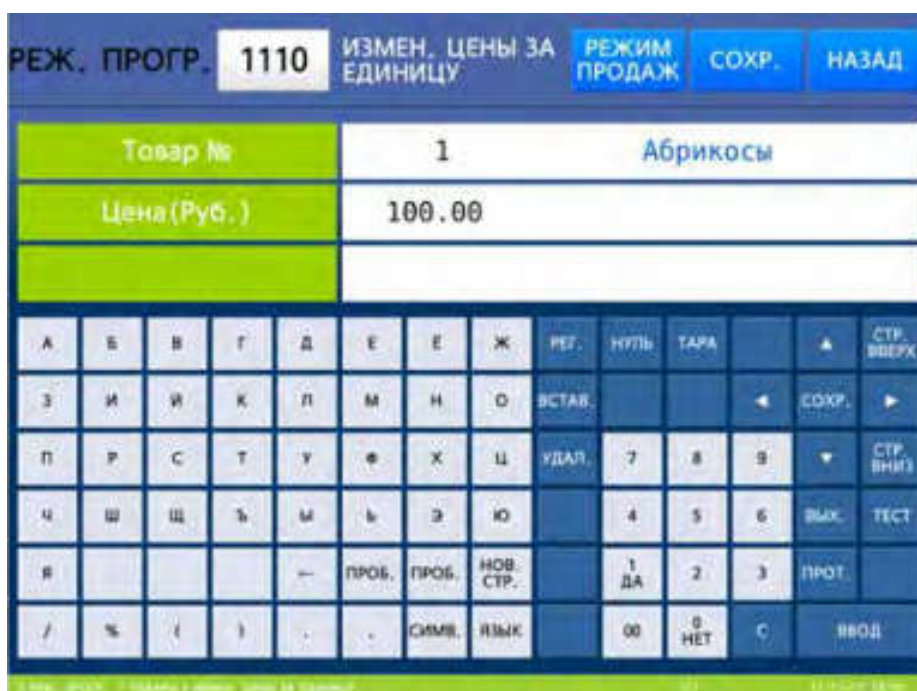 РЕЖ. ПРОГР. 1110 ИЗМЕН. ЦЕНЫ ЗА ЕДИНИЦУ РЕЖИМ ПРОДАЖ СОХР. НАЗАД
Товар № 1 Абрикосы
Цена(Руб.) 100.00
А Б В Г Д Е Ё Ж РЕГ. НУЛЬ ТАРА ▲ СТР. ВВЕРХ
З И Й К Л М Н О ВСТАВ. ◄ СОХР. ►
П Р С Т У Ф Х Ц УДАЛ. 7 8 9 ▼ СТР. ВНИЗ
Ч Ш Щ Ъ Ы Ь Э Ю 4 5 6 ВЫХ. ТЕСТ
Я ← ПРОБ. ПРОБ. НОВ. СТР. 1 ДА 2 3 ПРОТ.
/ % ( ) СИМВ. ЯЗЫК 00 0 НЕТ C ВВОД